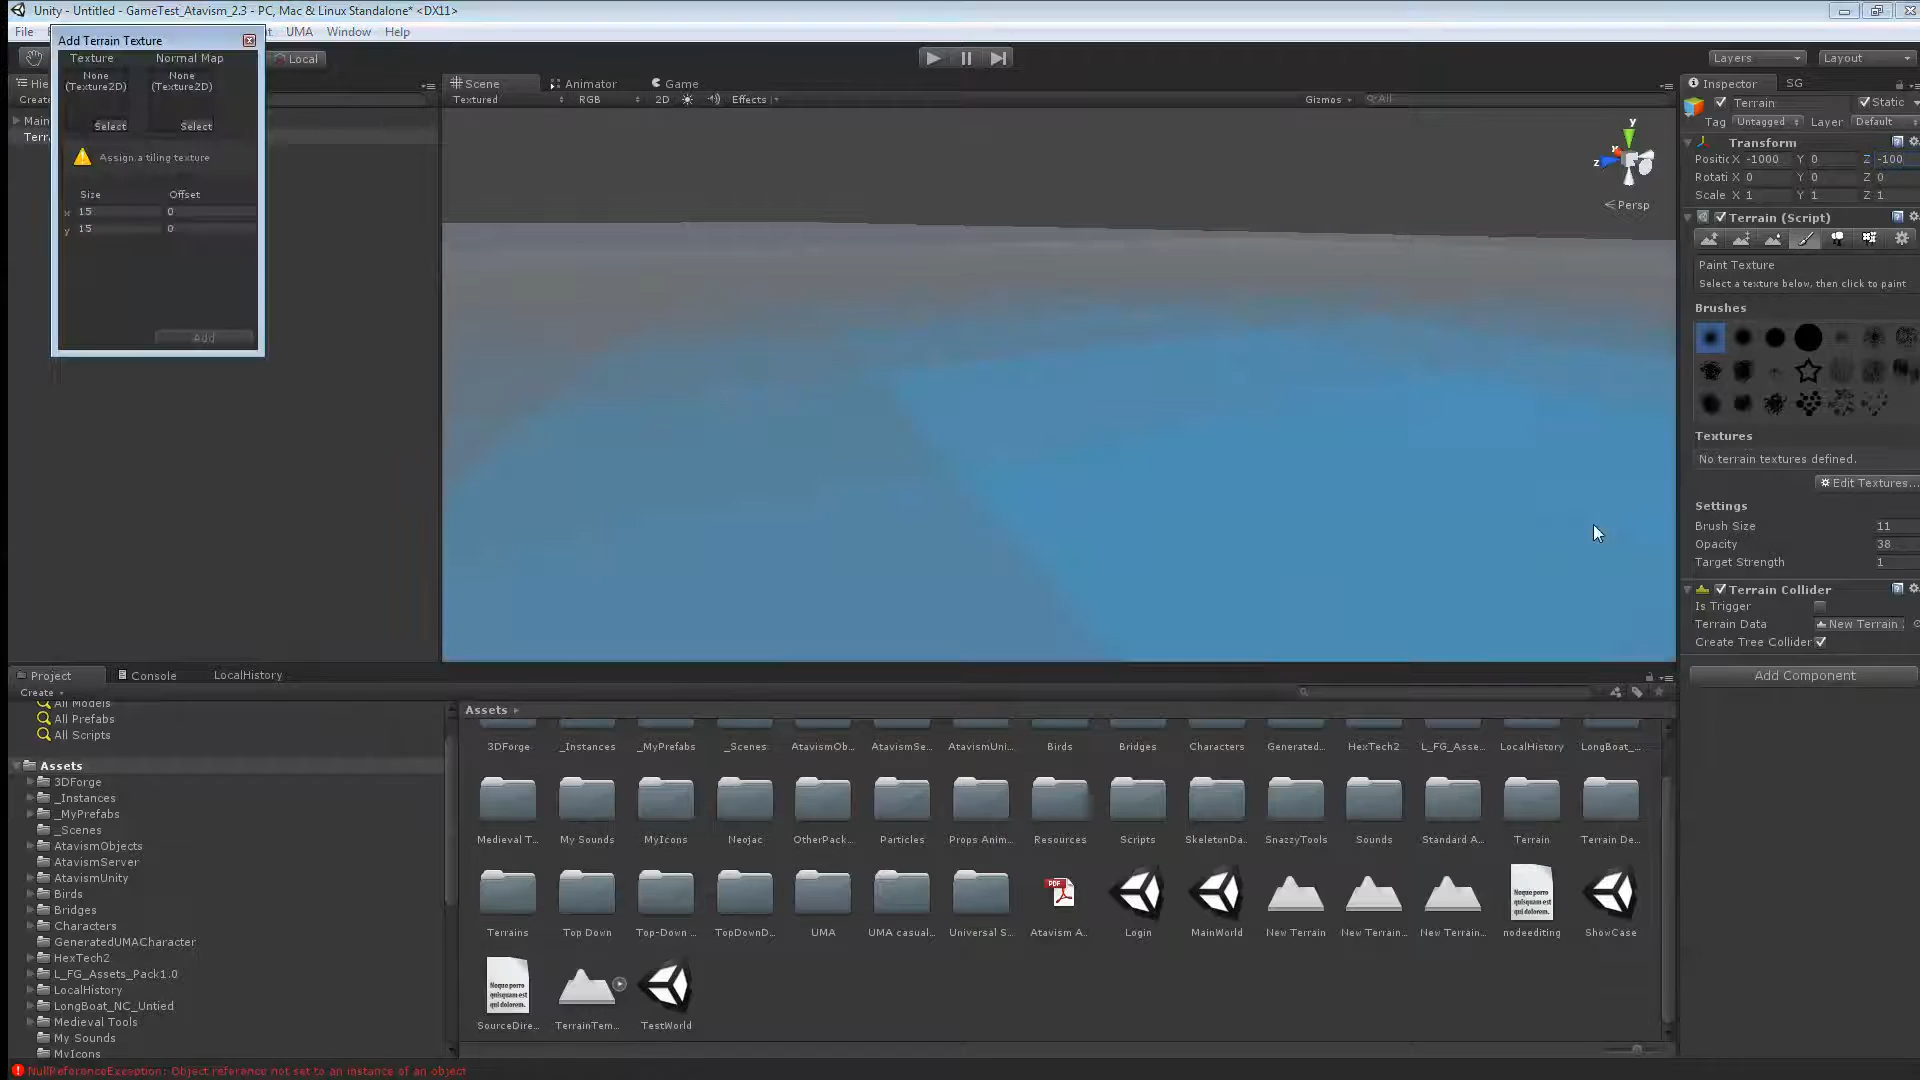 Unity - Untitled - GameTest_Atavism_2.3 - PC, Mac & Linux Standalone* <DX11>
File
UMA Window Help
Add Terrain Texture
Texture Normal Map
None (Texture2D) None (Texture2D)
Select Select
Assign a tiling texture
Size Offset
x 15 0
y 15 0
Add
Local
Layers Layout
Scene Animator Game
Textured RGB 2D Effects Gizmos All
y
x
z
Persp
Inspector SG
Terrain Static
Tag Untagged Layer Default
Transform
Positic X -1000 Y 0 Z -100
Rotati X 0 Y 0 Z 0
Scale X 1 Y 1 Z 1
Terrain (Script)
Paint Texture
Select a texture below, then click to paint
Brushes
Textures
No terrain textures defined.
Edit Textures...
Settings
Brush Size 11
Opacity 38
Target Strength 1
Terrain Collider
Is Trigger
Terrain Data New Terrain
Create Tree Collider
Add Component
Project Console LocalHistory
Create
All Models
All Prefabs
All Scripts
Assets
3DForge
_Instances
_MyPrefabs
_Scenes
AtavismObjects
AtavismServer
AtavismUnity
Birds
Bridges
Characters
GeneratedUMACharacter
HexTech2
L_FG_Assets_Pack1.0
LocalHistory
LongBoat_NC_Untied
Medieval Tools
My Sounds
MyIcons
Assets
3DForge _Instances _MyPrefabs _Scenes AtavismOb... AtavismSe... AtavismUni... Birds Bridges Characters Generated... HexTech2 L_FG_Asse... LocalHistory LongBoat_...
Medieval T... My Sounds MyIcons Neojac OtherPack... Particles Props Anim... Resources Scripts SkeletonDa... SnazzyTools Sounds Standard A... Terrain Terrain De...
Terrains Top Down Top-Down ... TopDownD... UMA UMA casual... Universal S... Atavism A... Login MainWorld New Terrain New Terrain... New Terrain... nodeediting ShowCase
SourceDire... TerrainTem... TestWorld
NullReferenceException: Object reference not set to an instance of an object